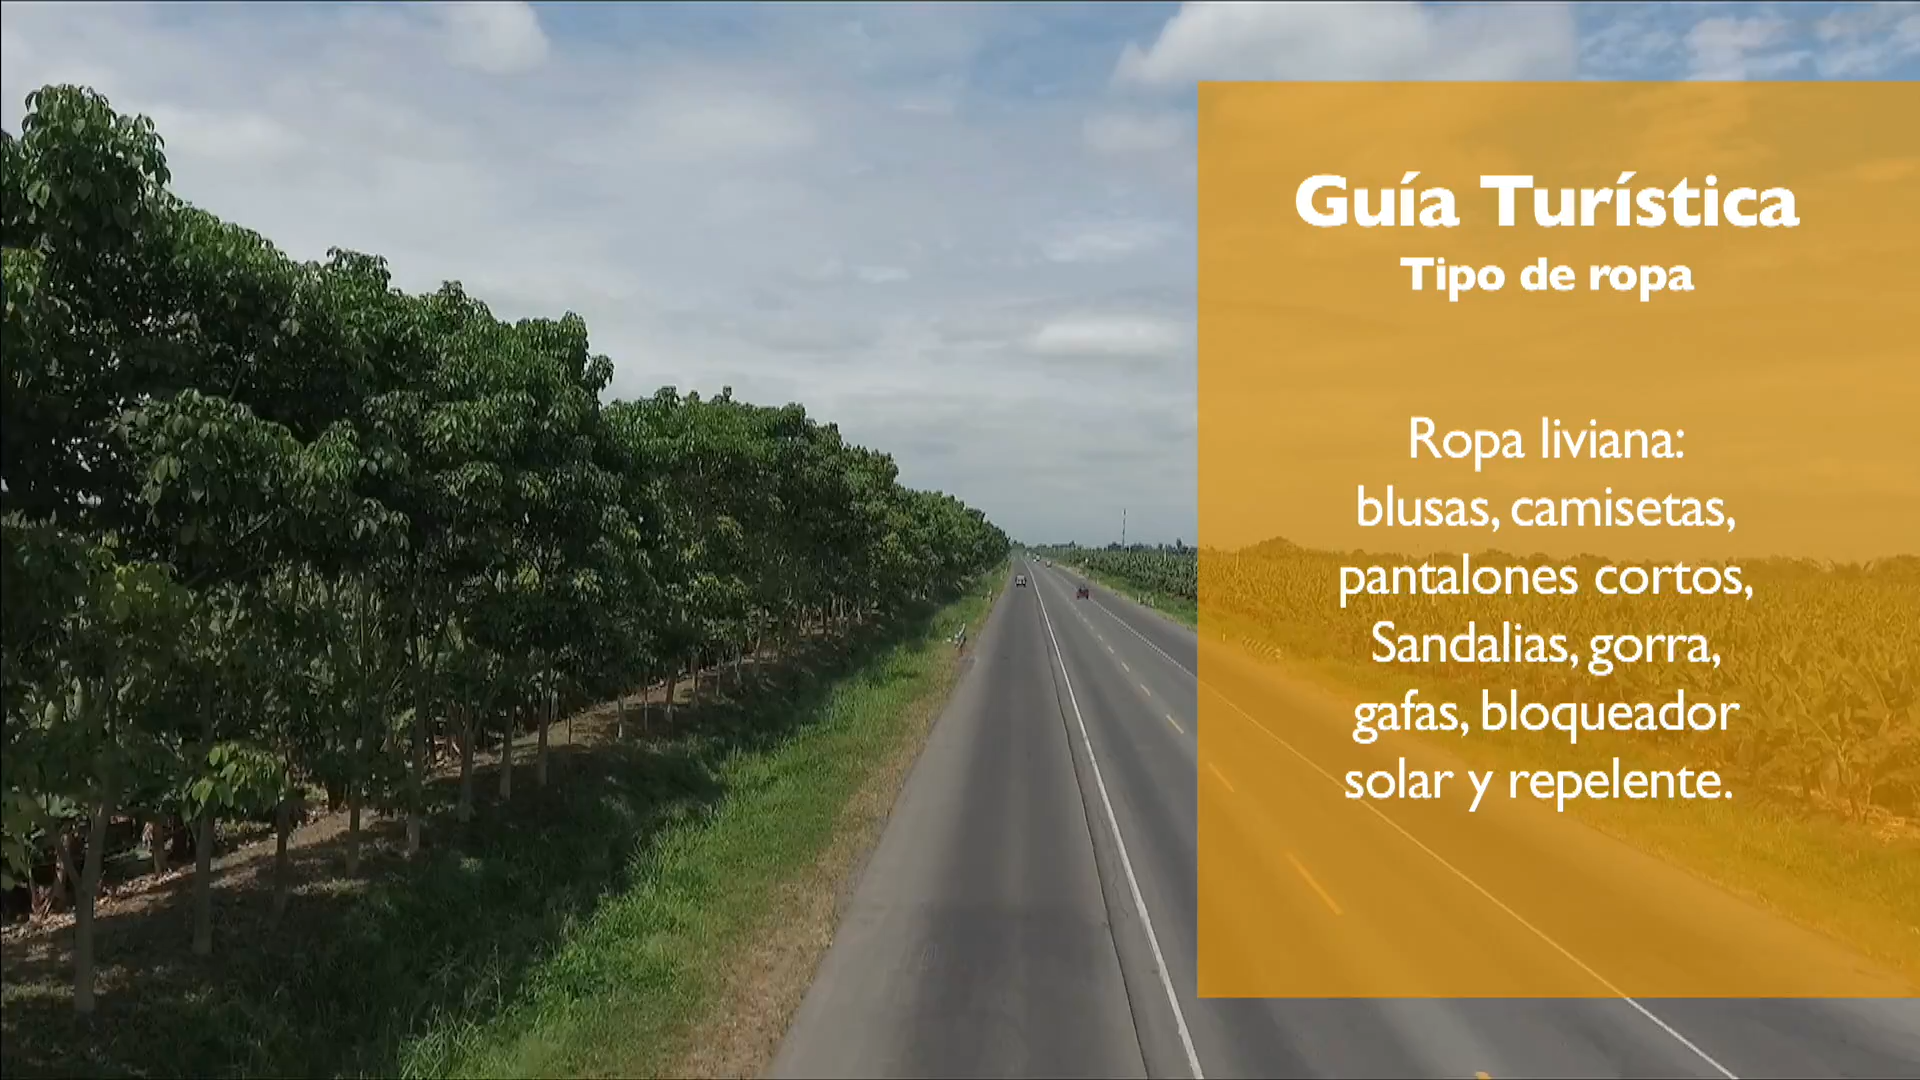 Guía Turística
Tipo de ropa
Ropa liviana:
blusas, camisetas,
pantalones cortos,
Sandalias, gorra,
gafas, bloqueador
solar y repelente.